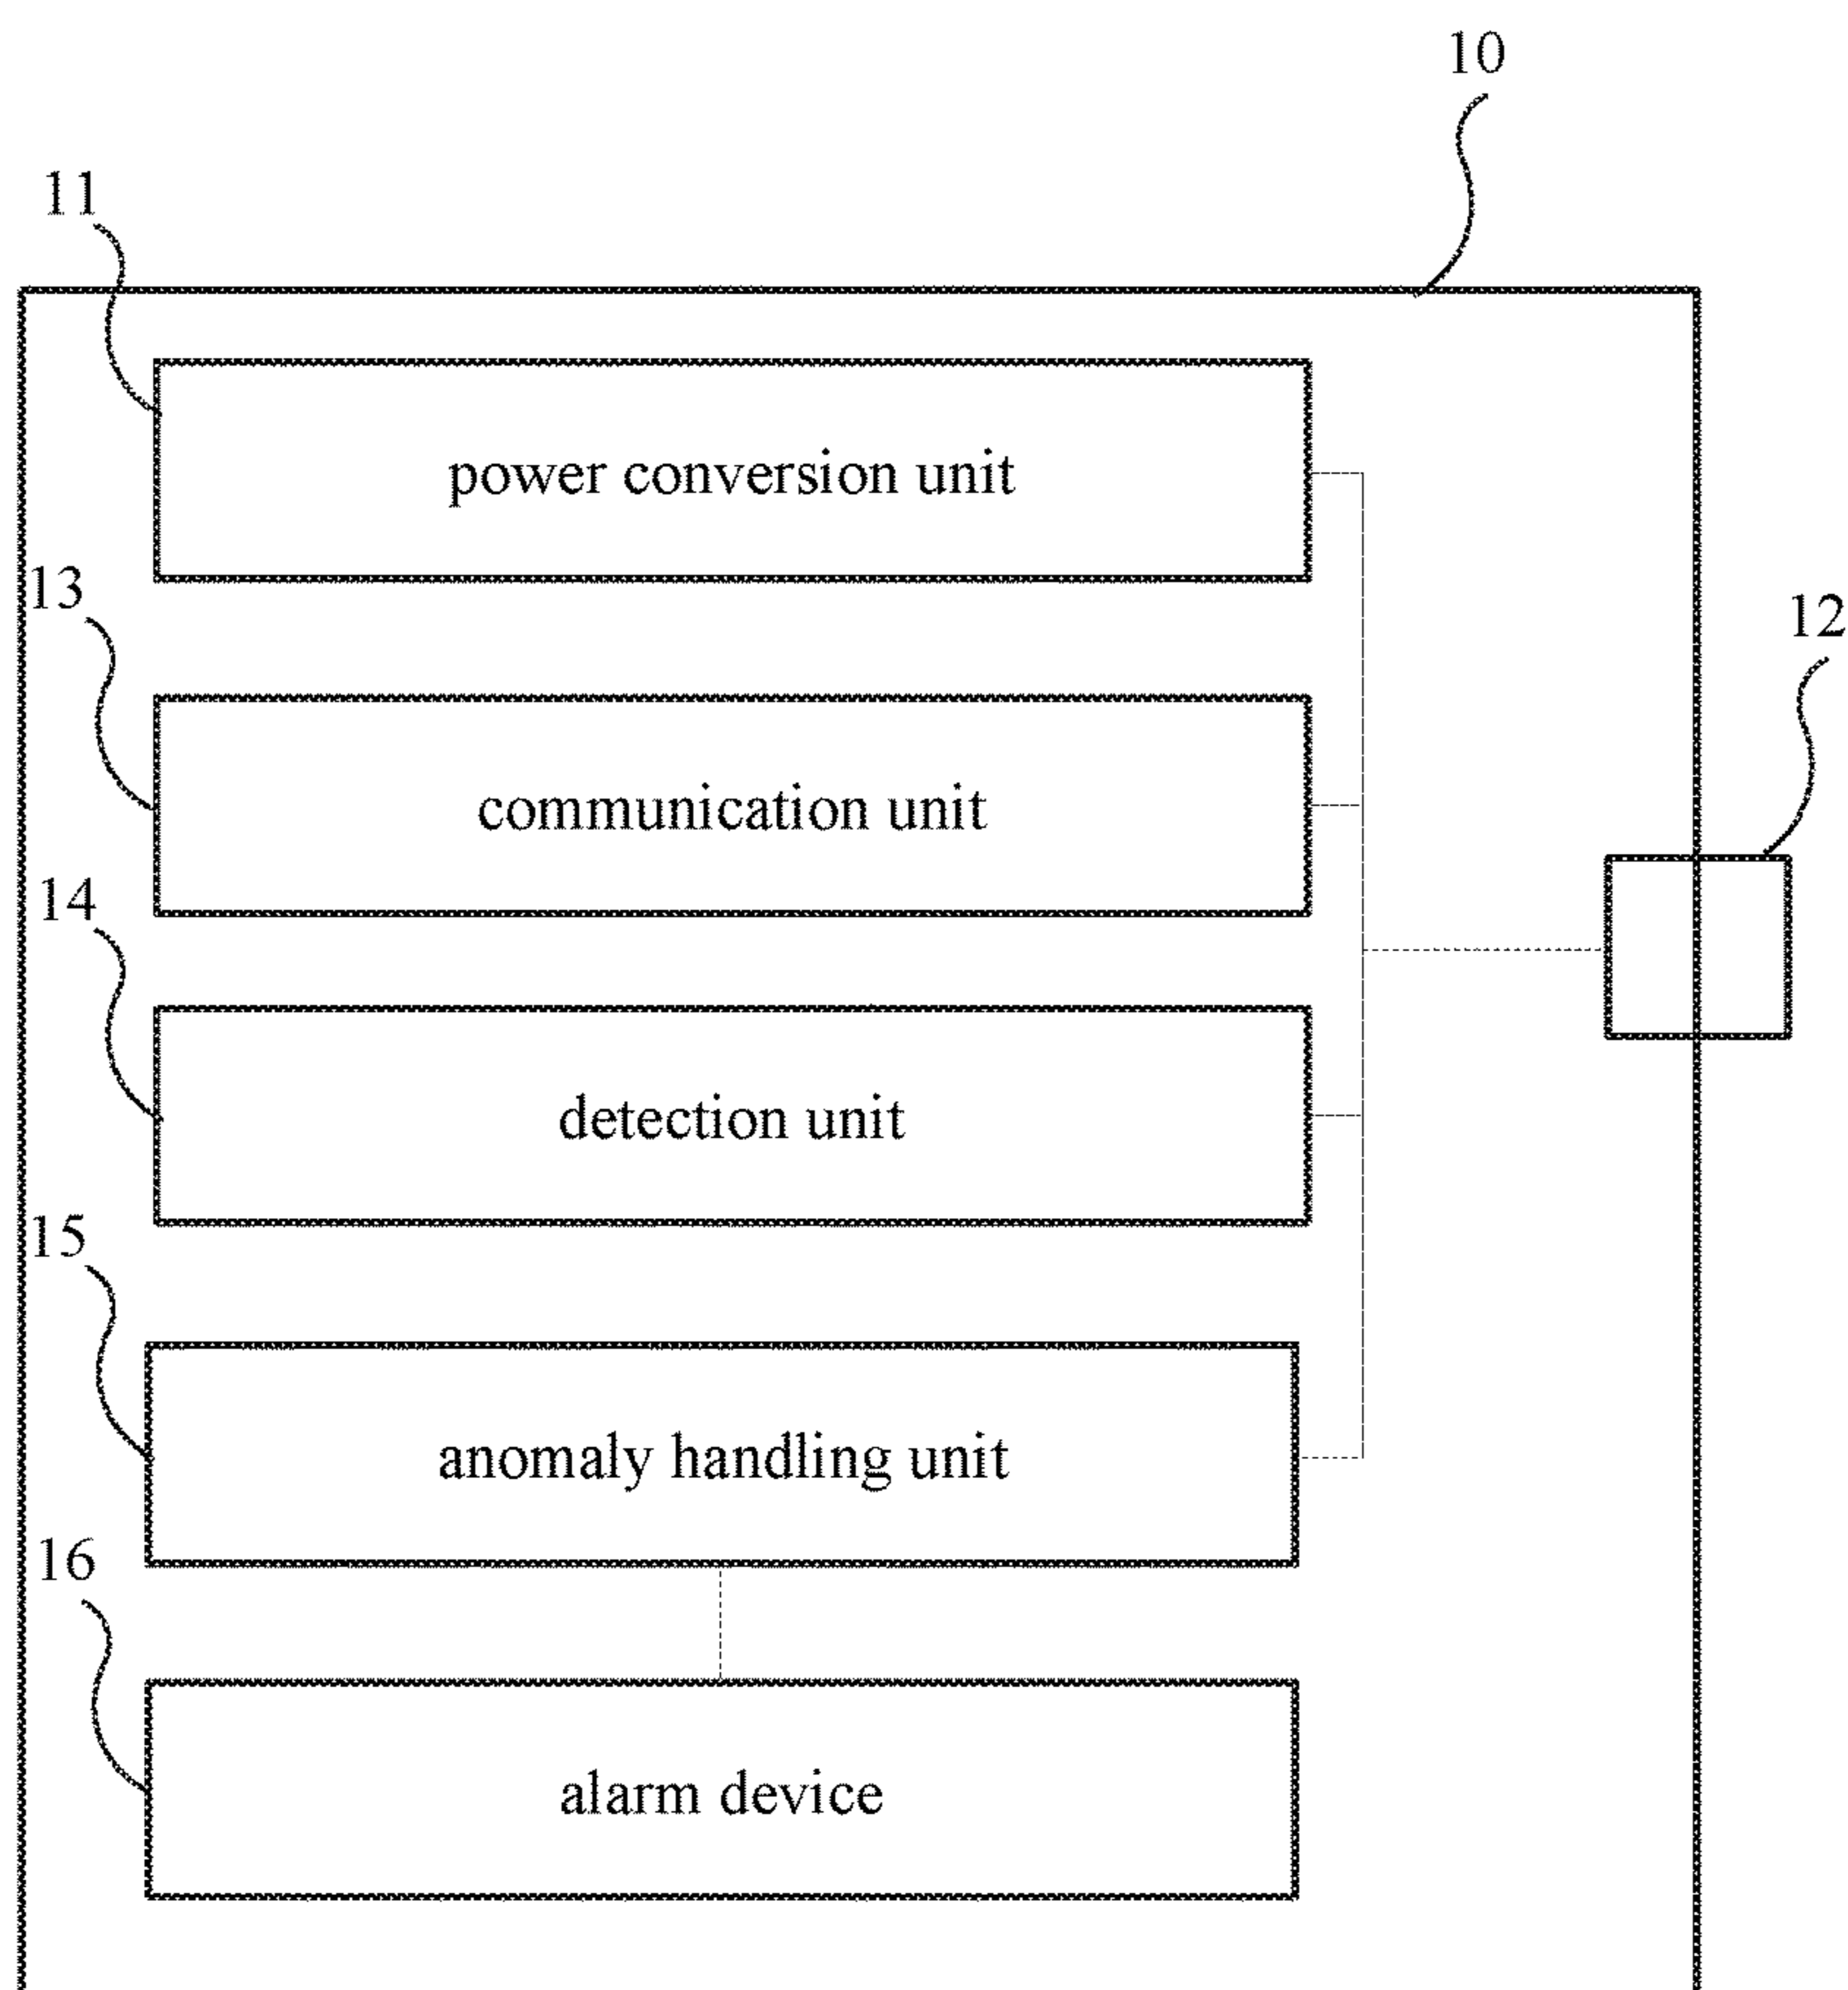 10
11
power conversion unit
13
12
communication unit
14
detection unit
15
anomaly handling unit
16
alarm device